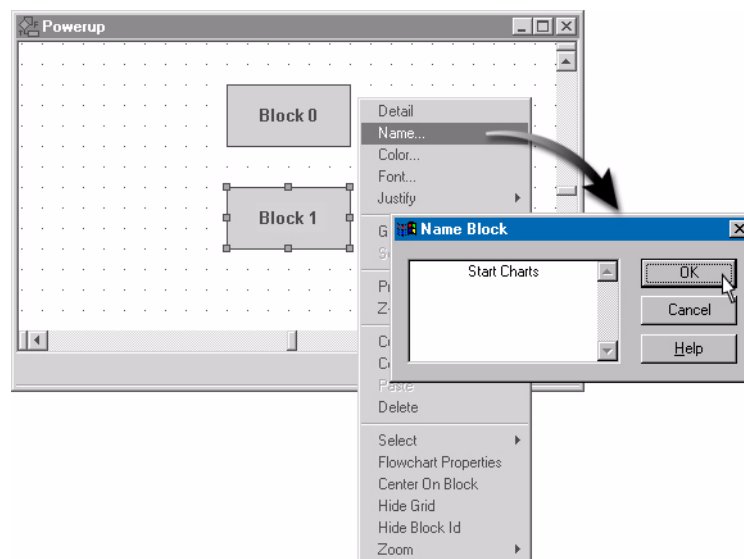 Powerup
Block 0
Block 1
Detail
Name...
Color...
Font...
Justify
Paste
Delete
Select
Flowchart Properties
Center On Block
Hide Grid
Hide Block Id
Zoom
Name Block
Start Charts
OK
Cancel
Help